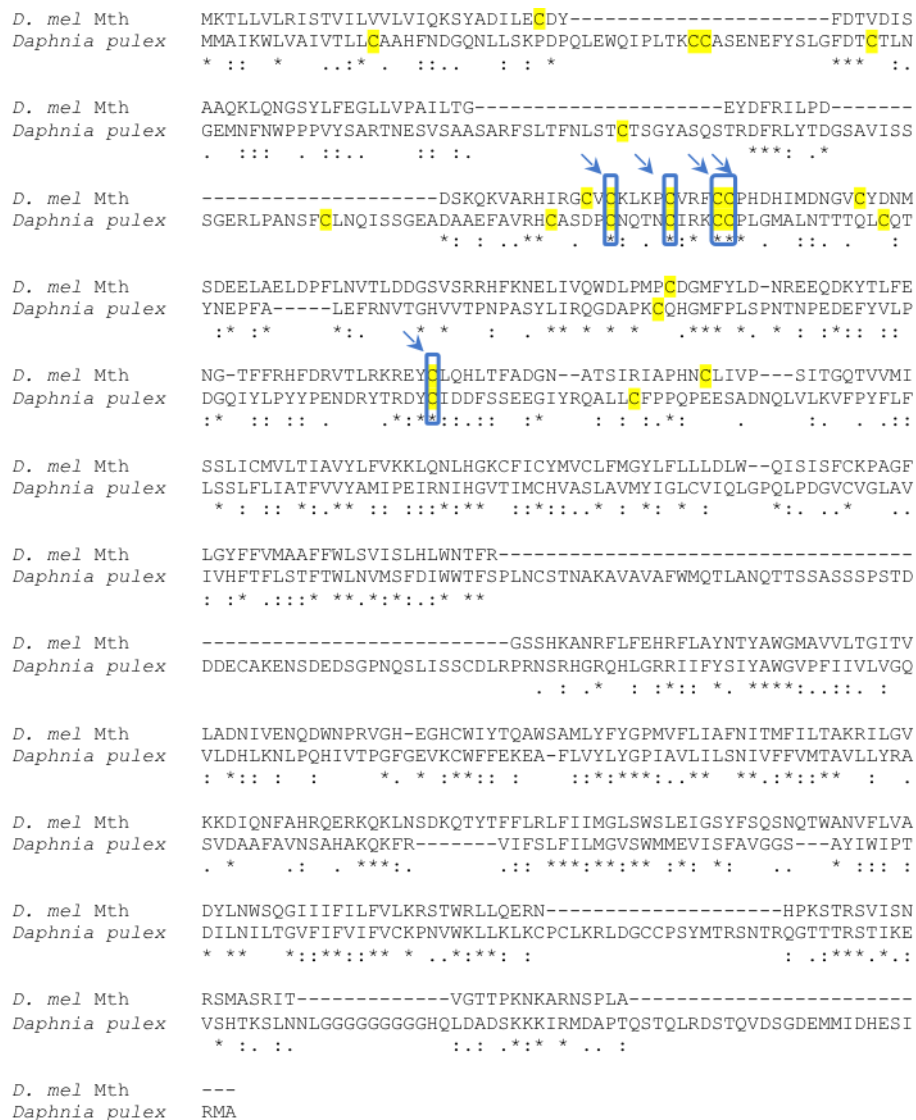 D. mel Mth MKTLLVLRISTVILVVLVIQKSYADILECDY----------------------FDTVDIS
Daphnia pulex MMAIKWLVAIVTLLCAAHFNDGQNLLSKPDPQLEWQIPLTKCCASENEFYSLGFDTCTLN
* :: * ..:* . ::. : : * *** :.
D. mel Mth AAQKLQNGSYLFEGLLVPAILTG---------------------EYDFRILPD-------
Daphnia pulex GEMNFNWPPPVYSARTNESVSAASARFSLTFNLSTCTSGYASQSTRDFRLYTDGSAVISS
. ::: : :.. :: :. ***: .*
D. mel Mth --------------------DSKQKVARHIRGCVCKLKPCVRFCCPHDHIMDNGVCYDNM
Daphnia pulex SGERLPANSFCLNQISSGEADAAEFAVRHCASDPCNQTNCIRKCCPLGMALNTTTQLCQT
*: : ..** *.. *:* *** . ::. : :
D. mel Mth SDEELAELDPFLNVTLDDGSVSRRHFKNELIVQWDLPMPCDGMFYLD-NREEQDKYTLFE
Daphnia pulex YNEPFA-----LEFRNVTGHVVTPNPASYLIRQGDAPKCQHGMFPLSPNTNPEDEFYVLP
:* :* *:. * * : . ** * * * .*** *. * : :*:: ::
D. mel Mth NG-TFFRHFDRVTLRKREYCLQHLTFADGN--ATSIRIAPHNCLIVP---SITGQTVVMI
Daphnia pulex DGQIYLPYYPENDRYTRDYCIDDFSSEEGIYRQALLCFPPQPEESADNQLVLKVFPYFLF
:* :: :: . .*:**::.:: :* : : :.*: . :. . ::
D. mel Mth SSLICMVLTIAVYLFVKKLQNLHGKCFICYMVCLFMGYLFLLLDLW--QISISFCKPAGF
Daphnia pulex LSSLFLIATFVVYAMIPEIRNIHGVTIMCHVASLAVMYIGLCVIQLGPQLPDGVCVGLAV
* : :: *:.** :: :::*:** ::*::..* : *: * : *:. .* ..
D. mel Mth LGYFFVMAAFFWLSVISLHLWNTFR-----------------------------------
Daphnia pulex IVHFTFLSTFTWLNVMSFDIWWTFSPLNCSTNAKAVAVAFWMQTLANQTTSSASSSPSTD
: :* .:::* **.*:*:.:* **
D. mel Mth --------------------------GSSHKANRFLFEHRFLAYNTYAWGMAVVLTGITV
Daphnia pulex DDECAKENSDEDSGPNQSLISSCDLRPRNSRHGRQHLGRRIIFYSIYAWGVPFIIVLVGQ
. : .* : :*:: *. ****:..::. :
D. mel Mth LADNIVENQDWNPRVGH-EGHCWIYTQAWSAMLYFYGPMVFLIAFNITMFILTAKRILGV
Daphnia pulex VLDHLKNLPQHIVTPGFGEVKCWFFEKEA-FLVYLYGPIAVLILSNIVFFVMTAVLLYRA
: *:: : : *. * :**:: : ::*:***:..** **.:*::** : .
D. mel Mth KKDIQNFAHRQERKQKLNSDKQTYTFFLRLFIIMGLSWSLEIGSYFSQSNQTWANVFLVA
Daphnia pulex SVDAAFAVNSAHAKQKFR-------VIFSLFILMGVSWMMEVISFAVGGS---AYIWIPT
. * .: . ***:. .:: ***:**:** :*: *: .. * ::: :
D. mel Mth DYLNWSQGIIIFILFVLKRSTWRLLQERN--------------------HPKSTRSVISN
Daphnia pulex DILNILTGVFIFVIFVCKPNVWKLLKLKCPCLKRLDGCCPSYMTRSNTRQGTTTRSTIKE
* ** *::**::** * ..*:**: : : .:***.*.:
D. mel Mth RSMASRIT-------------VGTTPKNKARNSPLA------------------------
Daphnia pulex VSHTKSLNNLGGGGGGGGGHQLDADSKKKIRMDAPTQSTQLRDSTQVDSGDEMMIDHESI
* :. :. :.: .*:* * .. :
D. mel Mth ---
Daphnia pulex RMA